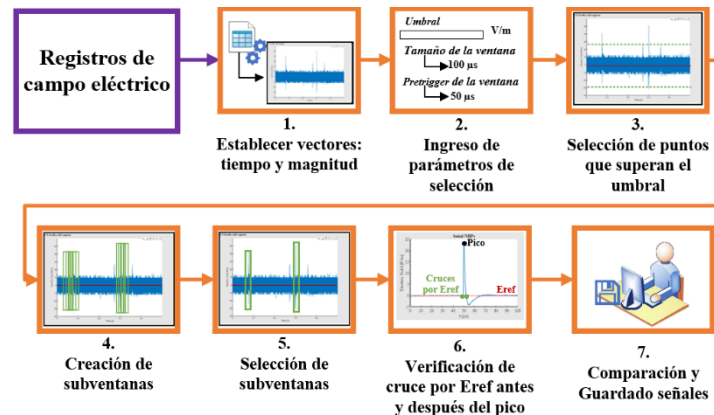 Registros de
campo eléctrico
1.
Establecer vectores:
tiempo y magnitud
Umbral
V/m
Tamaño de la ventana
100 µs
Pretrigger de la ventana
50 µs
2.
Ingreso de
parámetros de
selección
3.
Selección de puntos
que superan el
umbral
4.
Creación de
subventanas
5.
Selección de
subventanas
Pico
Cruces
por Eref
Eref
6.
Verificación de
cruce por Eref antes
y después del pico
7.
Comparación y
Guardado señales